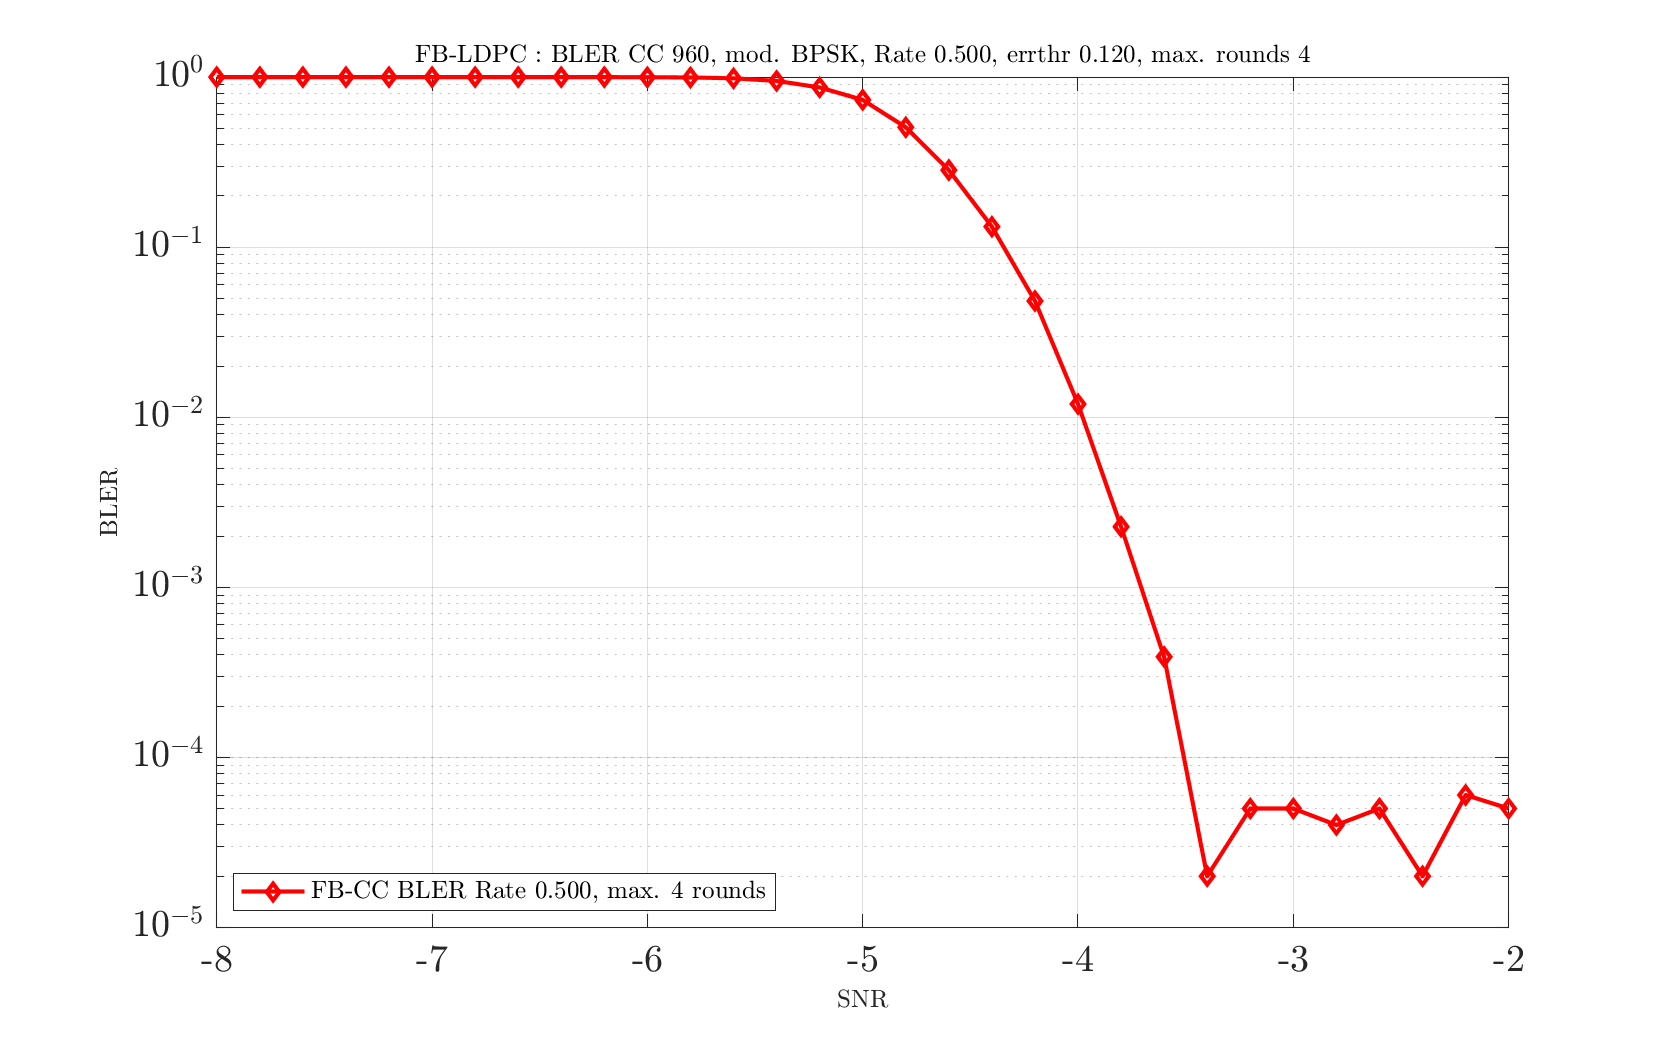 FB-LDPC : BLER CC 960, mod. BPSK, Rate 0.500, errthr 0.120, max. rounds 4
10^0
10^{-1}
10^{-2}
10^{-3}
10^{-4}
10^{-5}
BLER
FB-CC BLER Rate 0.500, max. 4 rounds
-8 -7 -6 -5 -4 -3 -2
SNR